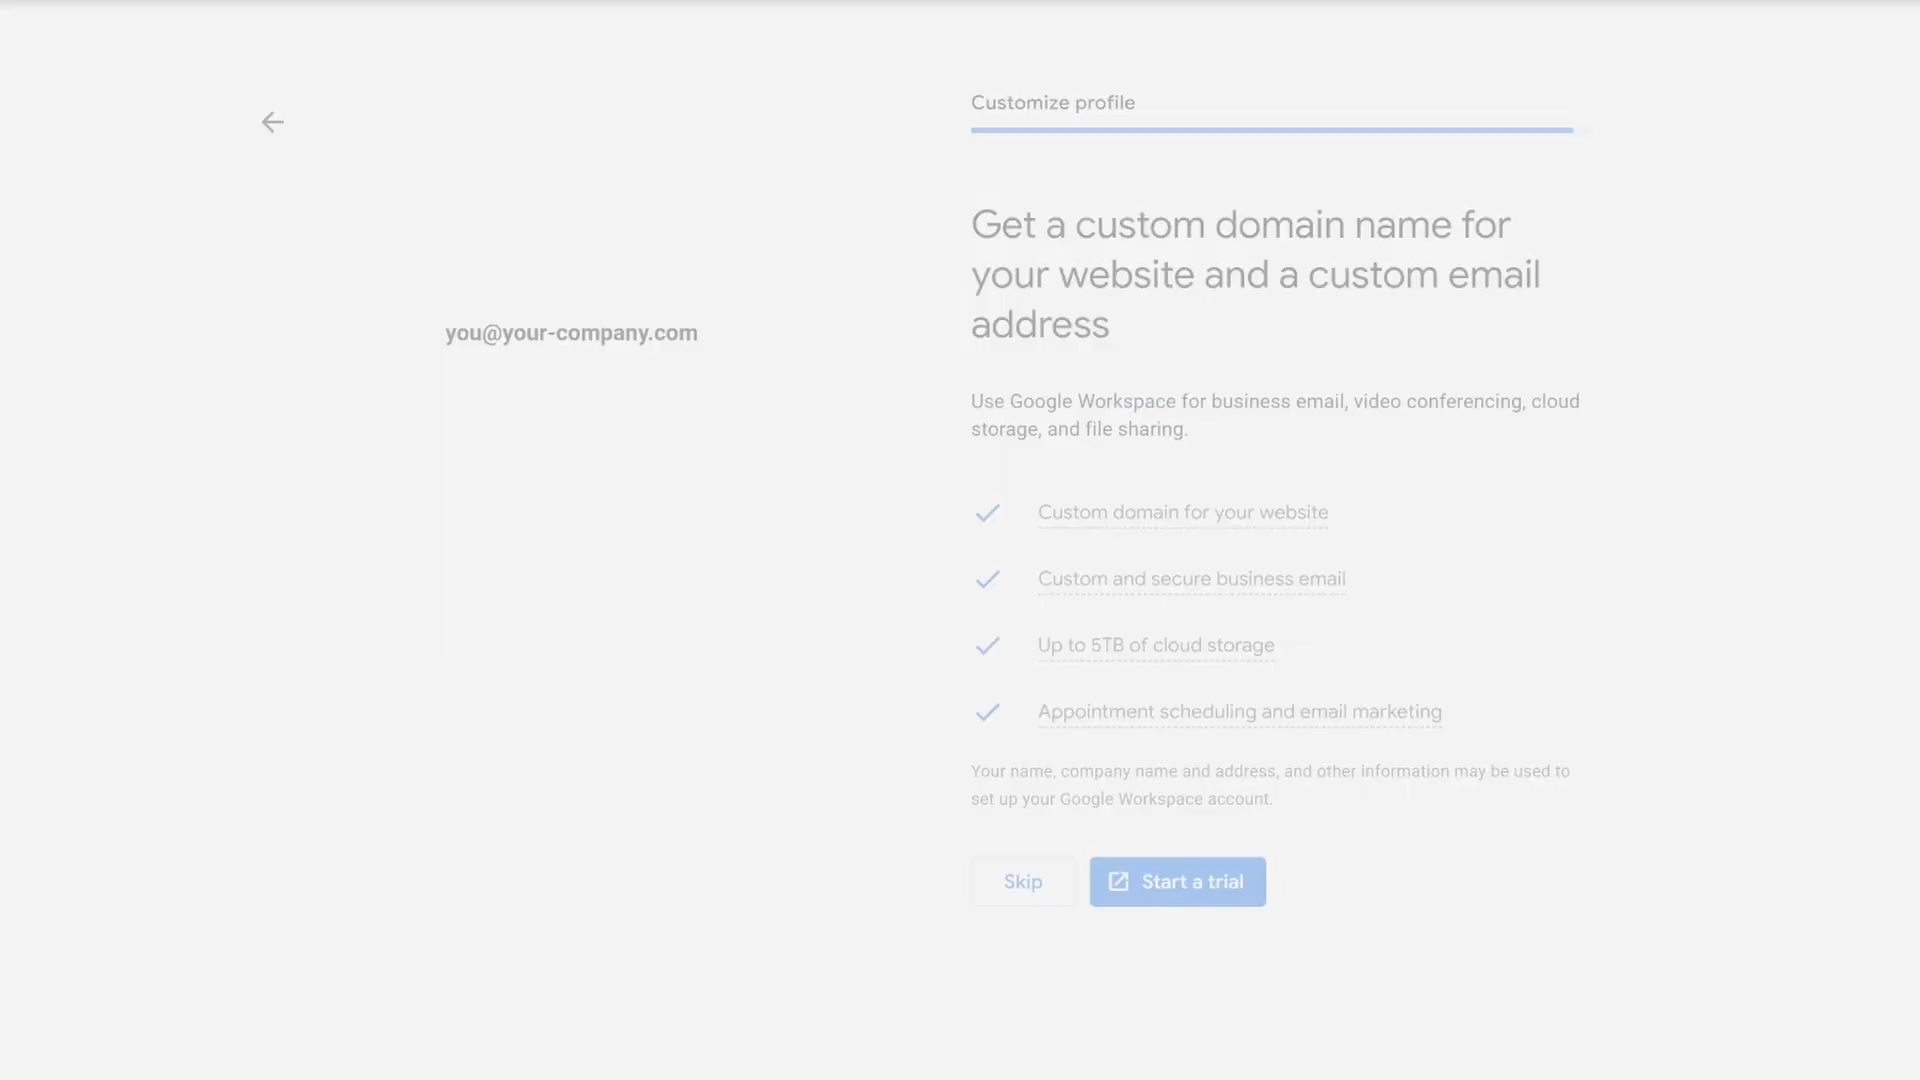 Customize profile
Get a custom domain name for
your website and a custom email
address
you@your-company.com
Use Google Workspace for business email, video conferencing, cloud
storage, and file sharing.
Custom domain for your website
Custom and secure business email
Up to 5TB of cloud storage
Appointment scheduling and email marketing
Your name, company name and address, and other information may be used to
set up your Google Workspace account.
Skip
Start a trial